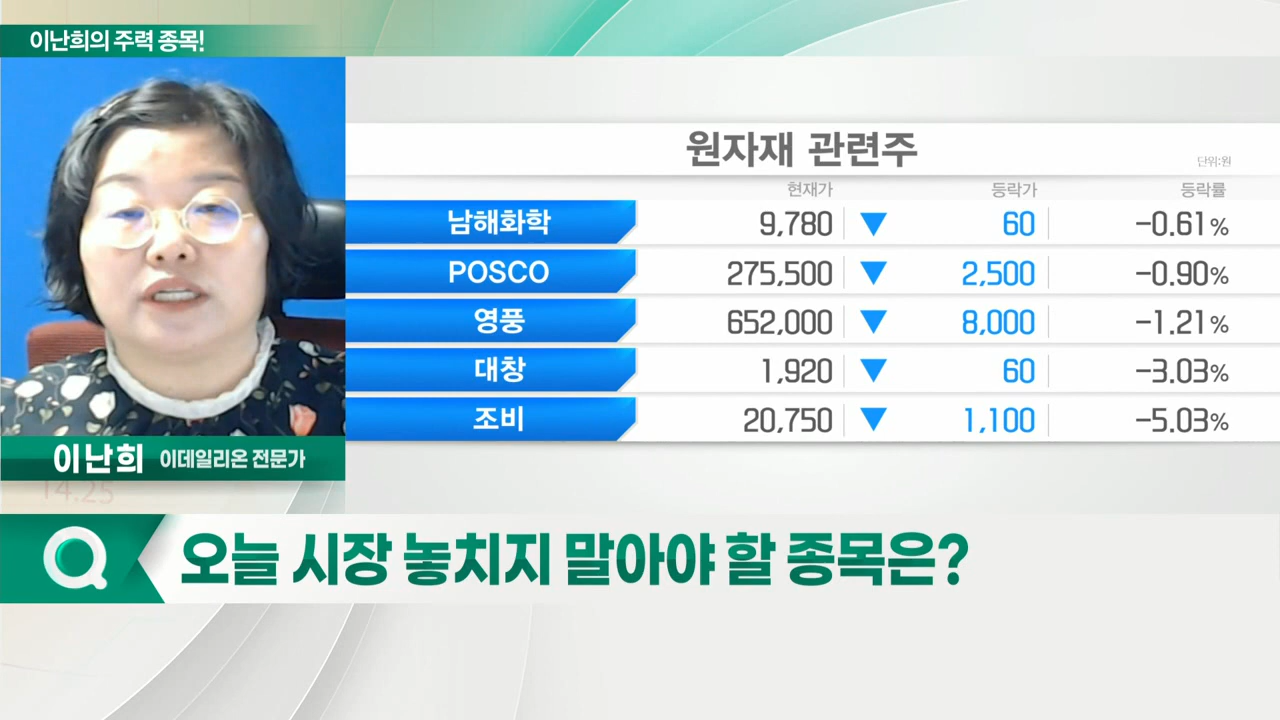 이난희의 주력 종목!
원자재 관련주
단위:원
현재가 등락가 등락률
남해화학 9,780 ▼ 60 -0.61%
POSCO 275,500 ▼ 2,500 -0.90%
영풍 652,000 ▼ 8,000 -1.21%
대창 1,920 ▼ 60 -3.03%
조비 20,750 ▼ 1,100 -5.03%
이난희 이데일리온 전문가
14.25
Q 오늘 시장 놓치지 말아야 할 종목은?